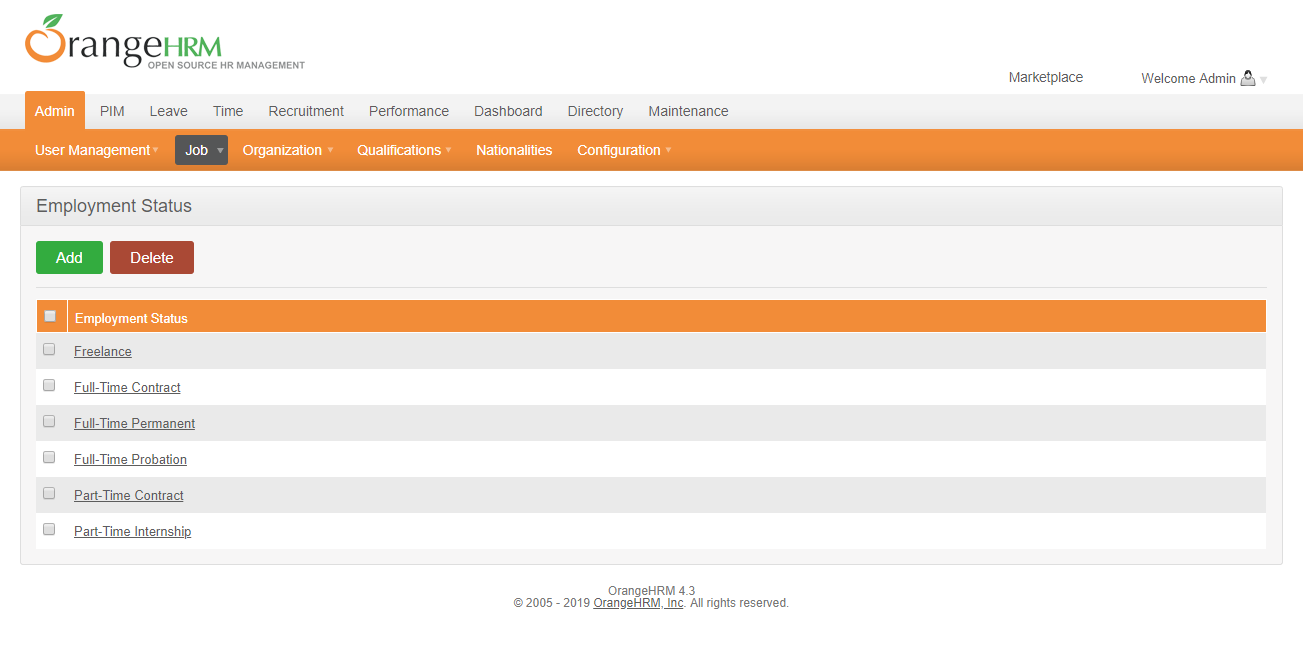 OrangeHRM
OPEN SOURCE HR MANAGEMENT
Marketplace Welcome Admin
Admin PIM Leave Time Recruitment Performance Dashboard Directory Maintenance
User Management Job Organization Qualifications Nationalities Configuration
Employment Status
Add Delete
Employment Status
Freelance
Full-Time Contract
Full-Time Permanent
Full-Time Probation
Part-Time Contract
Part-Time Internship
OrangeHRM 4.3
© 2005 - 2019 OrangeHRM, Inc. All rights reserved.